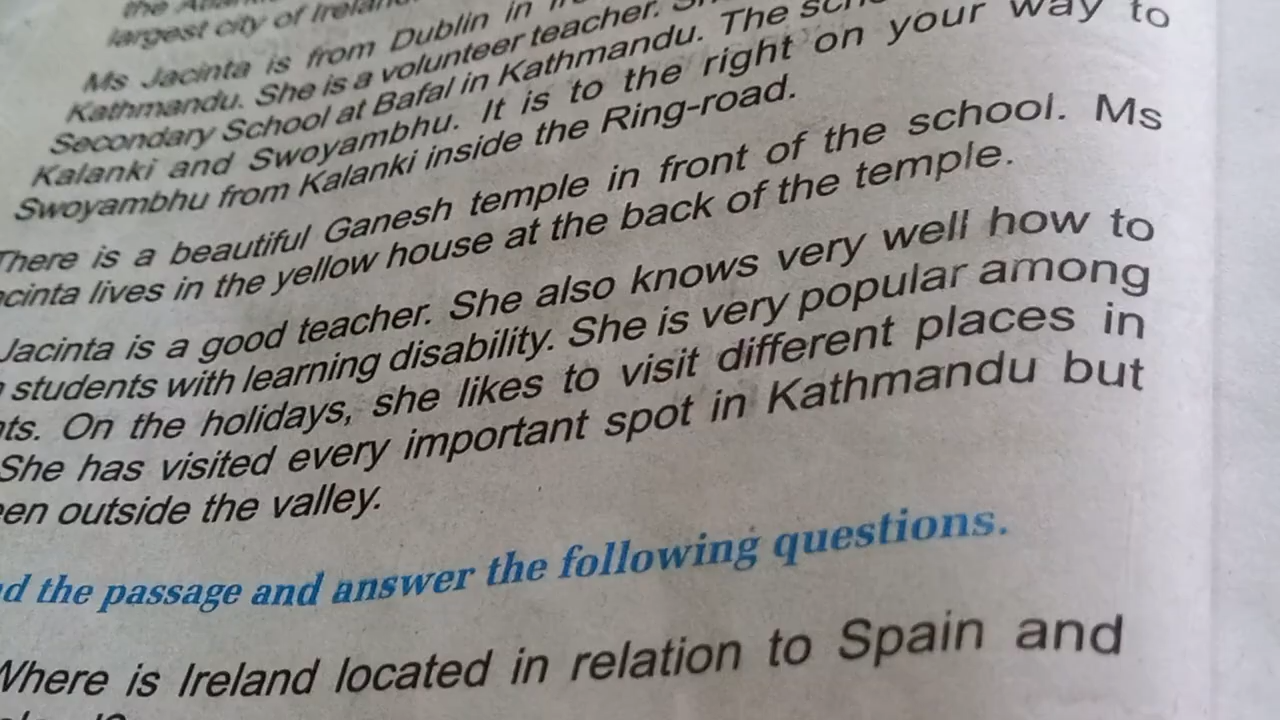 the
largest city of Ireland
Ms Jacinta is from Dublin in
Kathmandu. She is a volunteer teacher.
Secondary School at Bafal in Kathmandu. The
Kalanki and Swoyambhu. It is to the right on your way to
Swoyambhu from Kalanki inside the Ring-road.
There is a beautiful Ganesh temple in front of the school. Ms
acinta lives in the yellow house at the back of the temple.
Jacinta is a good teacher. She also knows very well how to
students with learning disability. She is very popular among
nts. On the holidays, she likes to visit different places in
She has visited every important spot in Kathmandu but
een outside the valley.
d the passage and answer the following questions.
Where is Ireland located in relation to Spain and